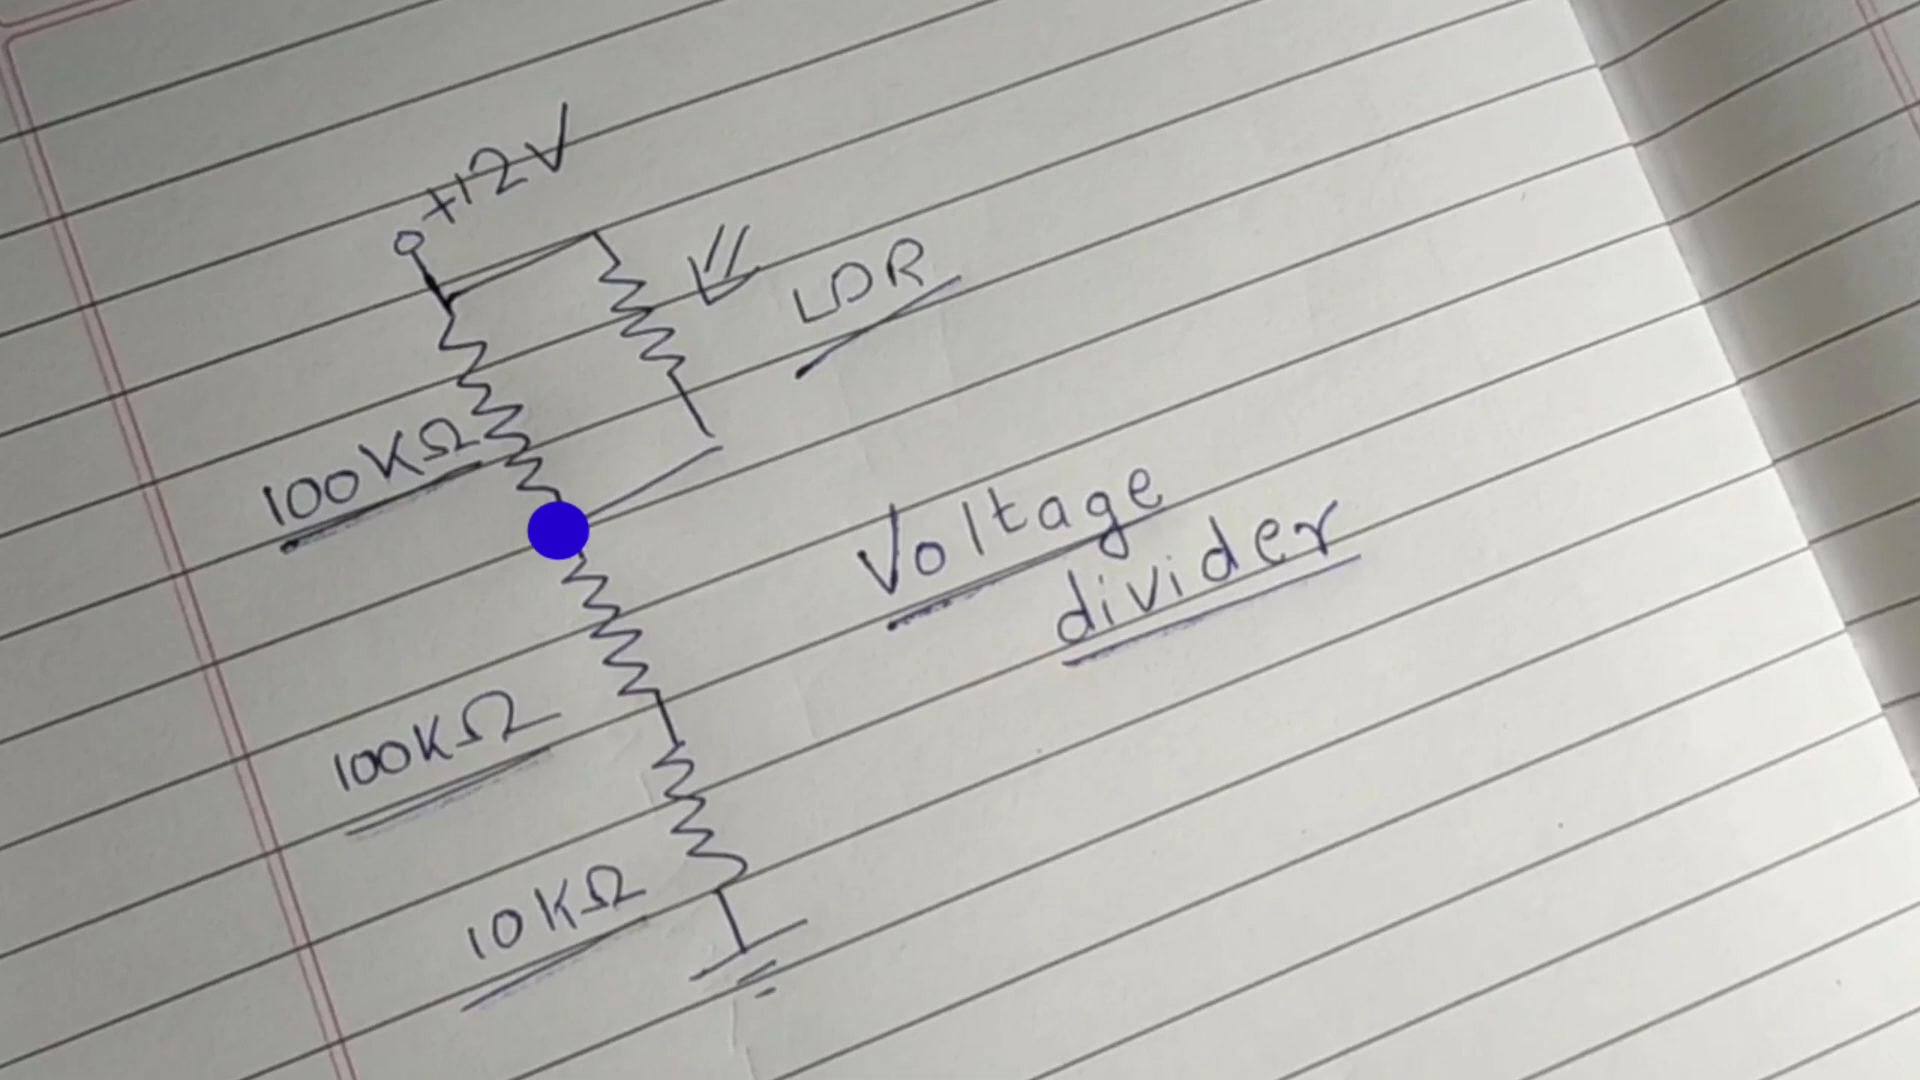 +12V
LDR
100KΩ
Voltage
divider
100KΩ
10KΩ